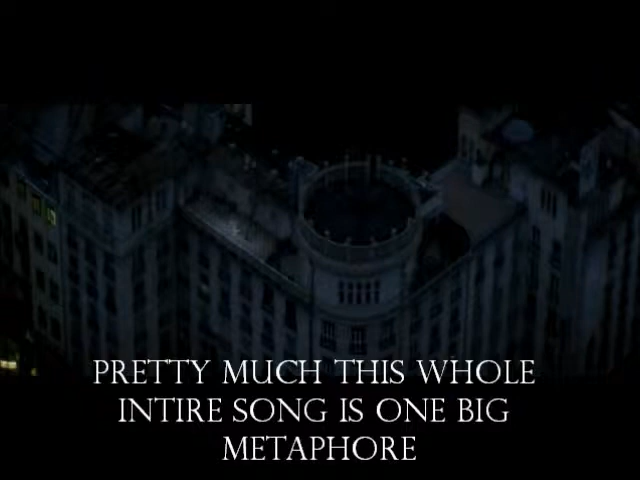 PRETTY MUCH THIS WHOLE
INTIRE SONG IS ONE BIG
METAPHORE